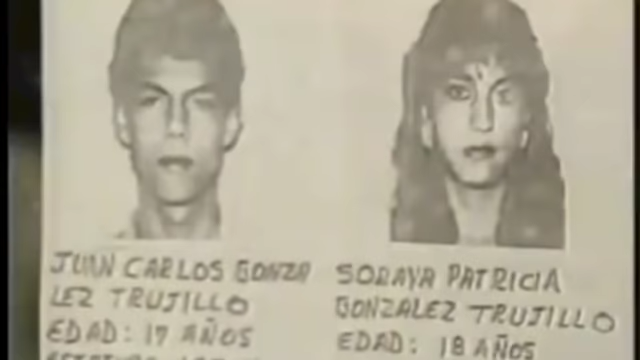 JUAN CARLOS GONZA
LEZ TRUJILLO
EDAD: 17 AÑOS
SORAYA PATRICIA
GONZALEZ TRUJILLO
EDAD: 18 AÑOS